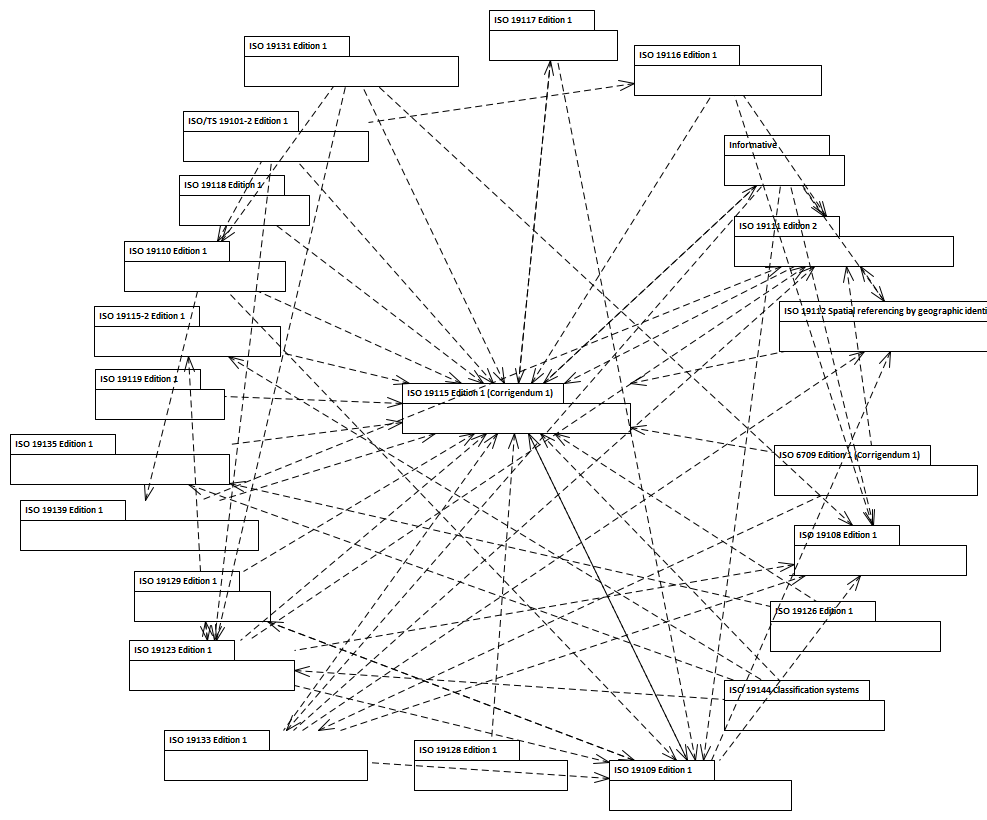 ISO 19117 Edition 1
ISO 19131 Edition 1
ISO 19116 Edition 1
ISO/TS 19101-2 Edition 1
Informative
ISO 19118 Edition 1
ISO 19111 Edition 2
ISO 19110 Edition 1
ISO 19115-2 Edition 1
ISO 19112 Spatial referencing by geographic identi
ISO 19119 Edition 1
ISO 19115 Edition 1 (Corrigendum 1)
ISO 19135 Edition 1
ISO 6709 Edition 1 (Corrigendum 1)
ISO 19139 Edition 1
ISO 19108 Edition 1
ISO 19129 Edition 1
ISO 19126 Edition 1
ISO 19123 Edition 1
ISO 19144 Classification systems
ISO 19133 Edition 1
ISO 19128 Edition 1
ISO 19109 Edition 1